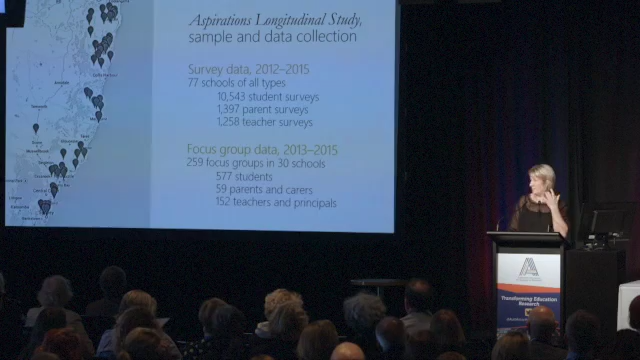 Aspirations Longitudinal Study,
sample and data collection
Survey data, 2012–2015
77 schools of all types
10,543 student surveys
1,397 parent surveys
1,258 teacher surveys
Focus group data, 2013–2015
259 focus groups in 30 schools
577 students
59 parents and carers
152 teachers and principals
Transforming Education
Research